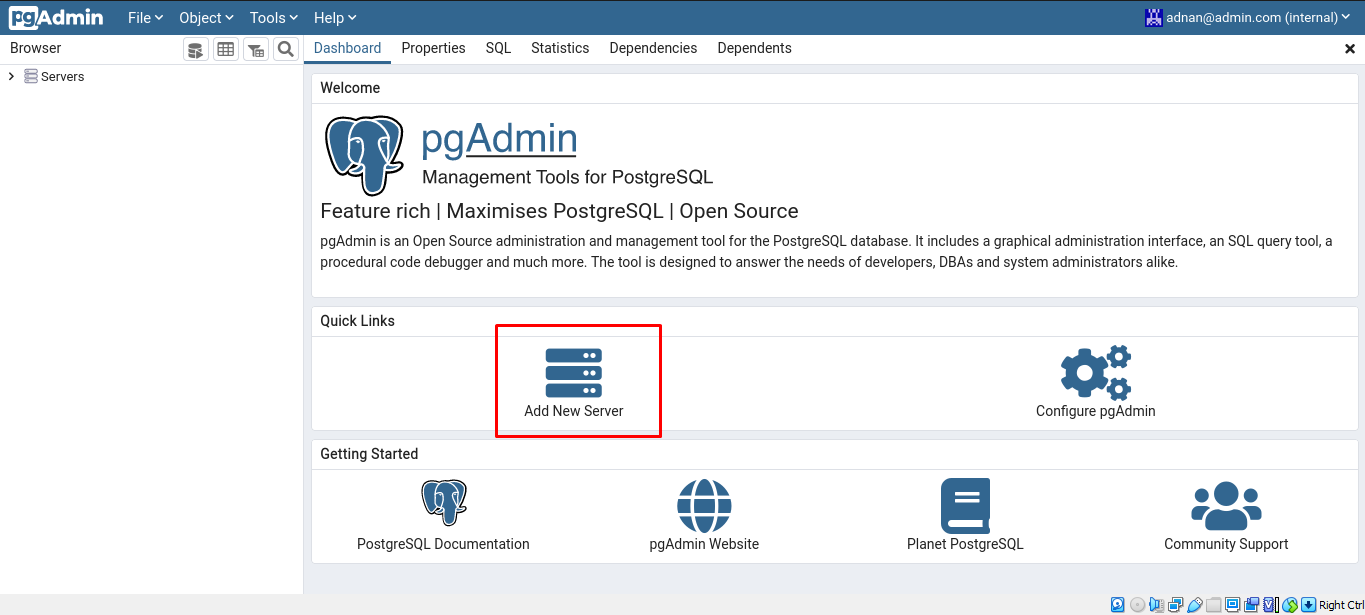 pgAdmin File Object Tools Help adnan@admin.com (internal)
Browser Dashboard Properties SQL Statistics Dependencies Dependents
Servers
Welcome
pgAdmin
Management Tools for PostgreSQL
Feature rich | Maximises PostgreSQL | Open Source
pgAdmin is an Open Source administration and management tool for the PostgreSQL database. It includes a graphical administration interface, an SQL query tool, a
procedural code debugger and much more. The tool is designed to answer the needs of developers, DBAs and system administrators alike.
Quick Links
Add New Server Configure pgAdmin
Getting Started
PostgreSQL Documentation pgAdmin Website Planet PostgreSQL Community Support
Right Ctrl